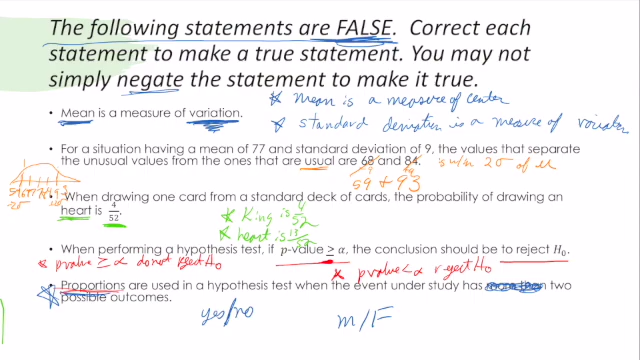 The following statements are FALSE. Correct each
statement to make a true statement. You may not
simply negate the statement to make it true.
• Mean is a measure of variation.
* mean is a measure of center
* standard deviation is a measure of variation
• For a situation having a mean of 77 and standard deviation of 9, the values that separate
the unusual values from the ones that are usual are 68 and 84.
is w/in 2σ of μ
59 + 93
-2σ
• When drawing one card from a standard deck of cards, the probability of drawing an
heart is 4/52.
* King is 4/52
* heart is 13/52
• When performing a hypothesis test, if p-value ≥ α, the conclusion should be to reject H₀.
* pvalue ≥ α do not reject H₀
* pvalue < α reject H₀
• Proportions are used in a hypothesis test when the event under study has more than two
possible outcomes.
yes/no
m/F